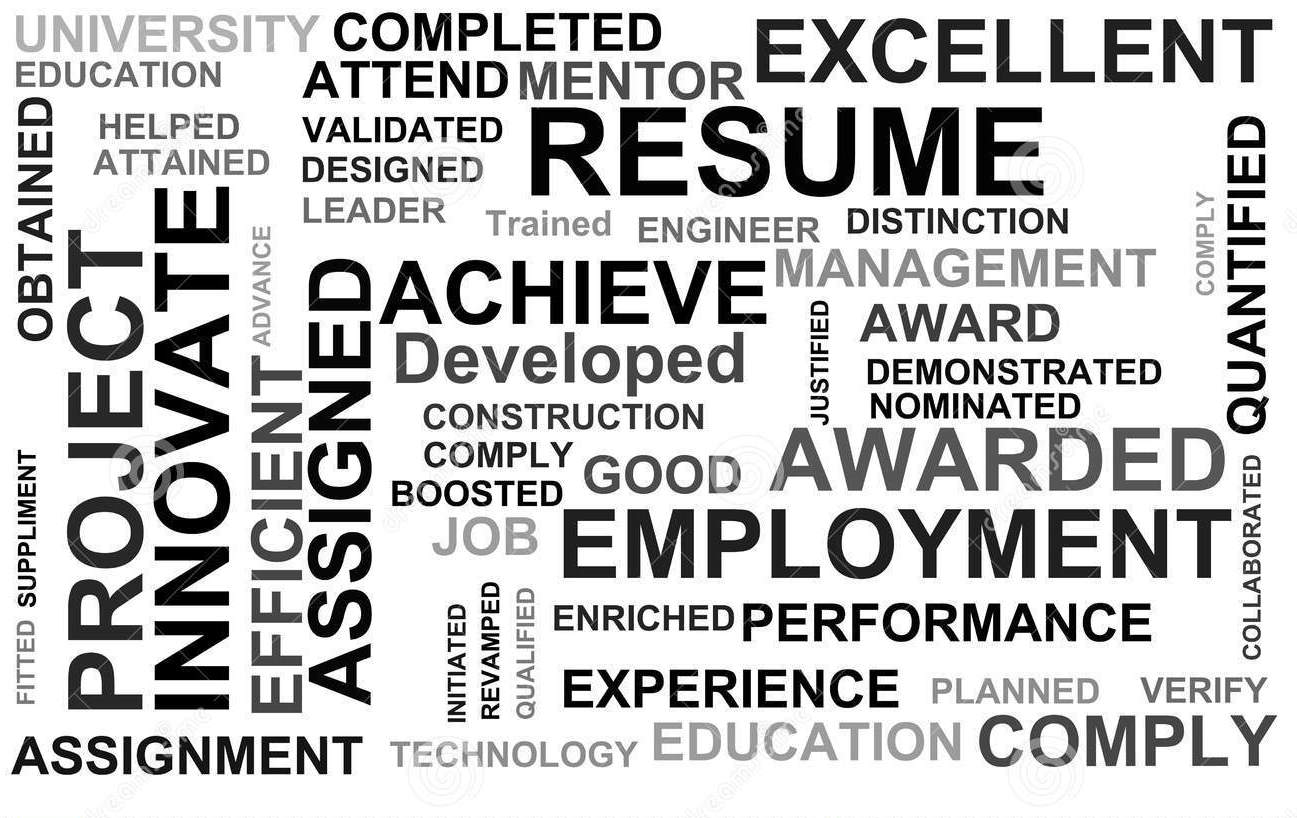 UNIVERSITY
COMPLETED
EXCELLENT
EDUCATION
ATTEND
MENTOR
OBTAINED
HELPED
VALIDATED
RESUME
QUANTIFIED
ATTAINED
DESIGNED
INNOVATE
LEADER
Trained
ENGINEER
DISTINCTION
COMPLY
PROJECT
ADVANCE
ASSIGNED
ACHIEVE
MANAGEMENT
AWARD
JUSTIFIED
Developed
EFFICIENT
DEMONSTRATED
NOMINATED
CONSTRUCTION
COMPLY
GOOD
AWARDED
SUPPLIMENT
BOOSTED
COLLABORATED
JOB
EMPLOYMENT
FITTED
INITIATED
REVAMPED
QUALIFIED
ENRICHED
PERFORMANCE
EXPERIENCE
PLANNED
VERIFY
ASSIGNMENT
TECHNOLOGY
EDUCATION
COMPLY